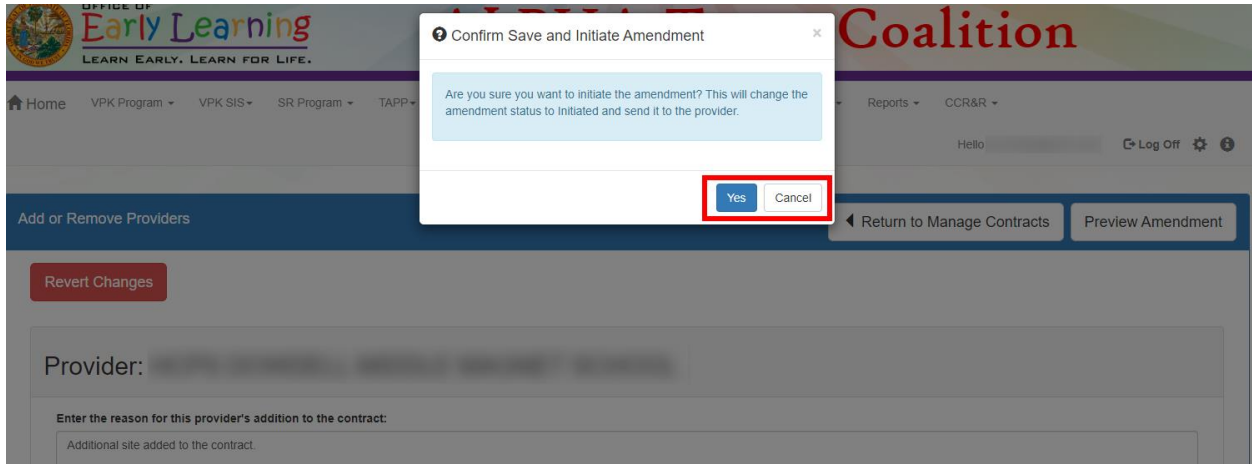 OFFICE OF
Early Learning
LEARN EARLY. LEARN FOR LIFE.
Coalition
Confirm Save and Initiate Amendment ×
Are you sure you want to initiate the amendment? This will change the
amendment status to Initiated and send it to the provider.
Yes Cancel
Home VPK Program VPK SIS SR Program TAPP Reports CCR&R
Hello Log Off
Add or Remove Providers Return to Manage Contracts Preview Amendment
Revert Changes
Provider:
Enter the reason for this provider's addition to the contract:
Additional site added to the contract.